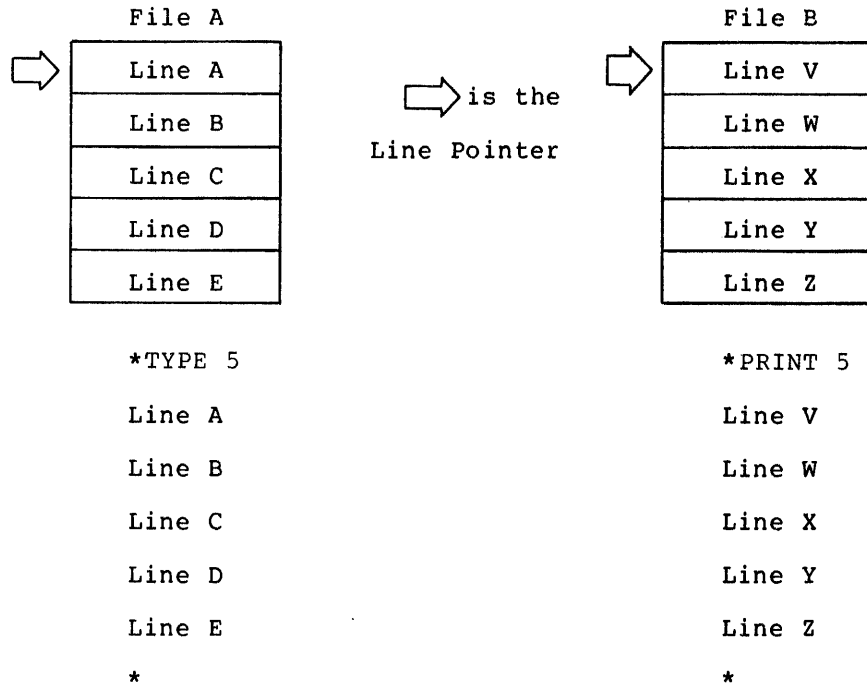 File A File B
Line A Line V
Line B is the Line W
Line Pointer
Line C Line X
Line D Line Y
Line E Line Z
*TYPE 5 *PRINT 5
Line A Line V
Line B Line W
Line C Line X
Line D Line Y
Line E Line Z
* *